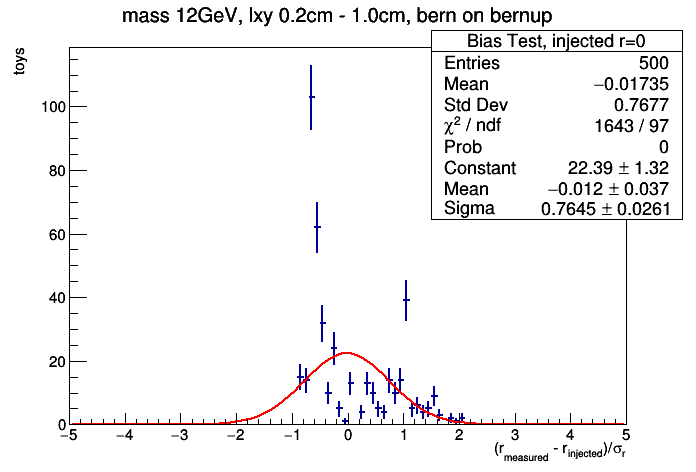 mass 12GeV, lxy 0.2cm - 1.0cm, bern on bernup
Bias Test, injected r=0
Entries 500
Mean −0.01735
Std Dev 0.7677
χ² / ndf 1643 / 97
Prob 0
Constant 22.39 ± 1.32
Mean −0.012 ± 0.037
Sigma 0.7645 ± 0.0261
toys
100
80
60
40
20
0
−5 −4 −3 −2 −1 0 1 2 3 4 5
(r_measured - r_injected)/σ_r